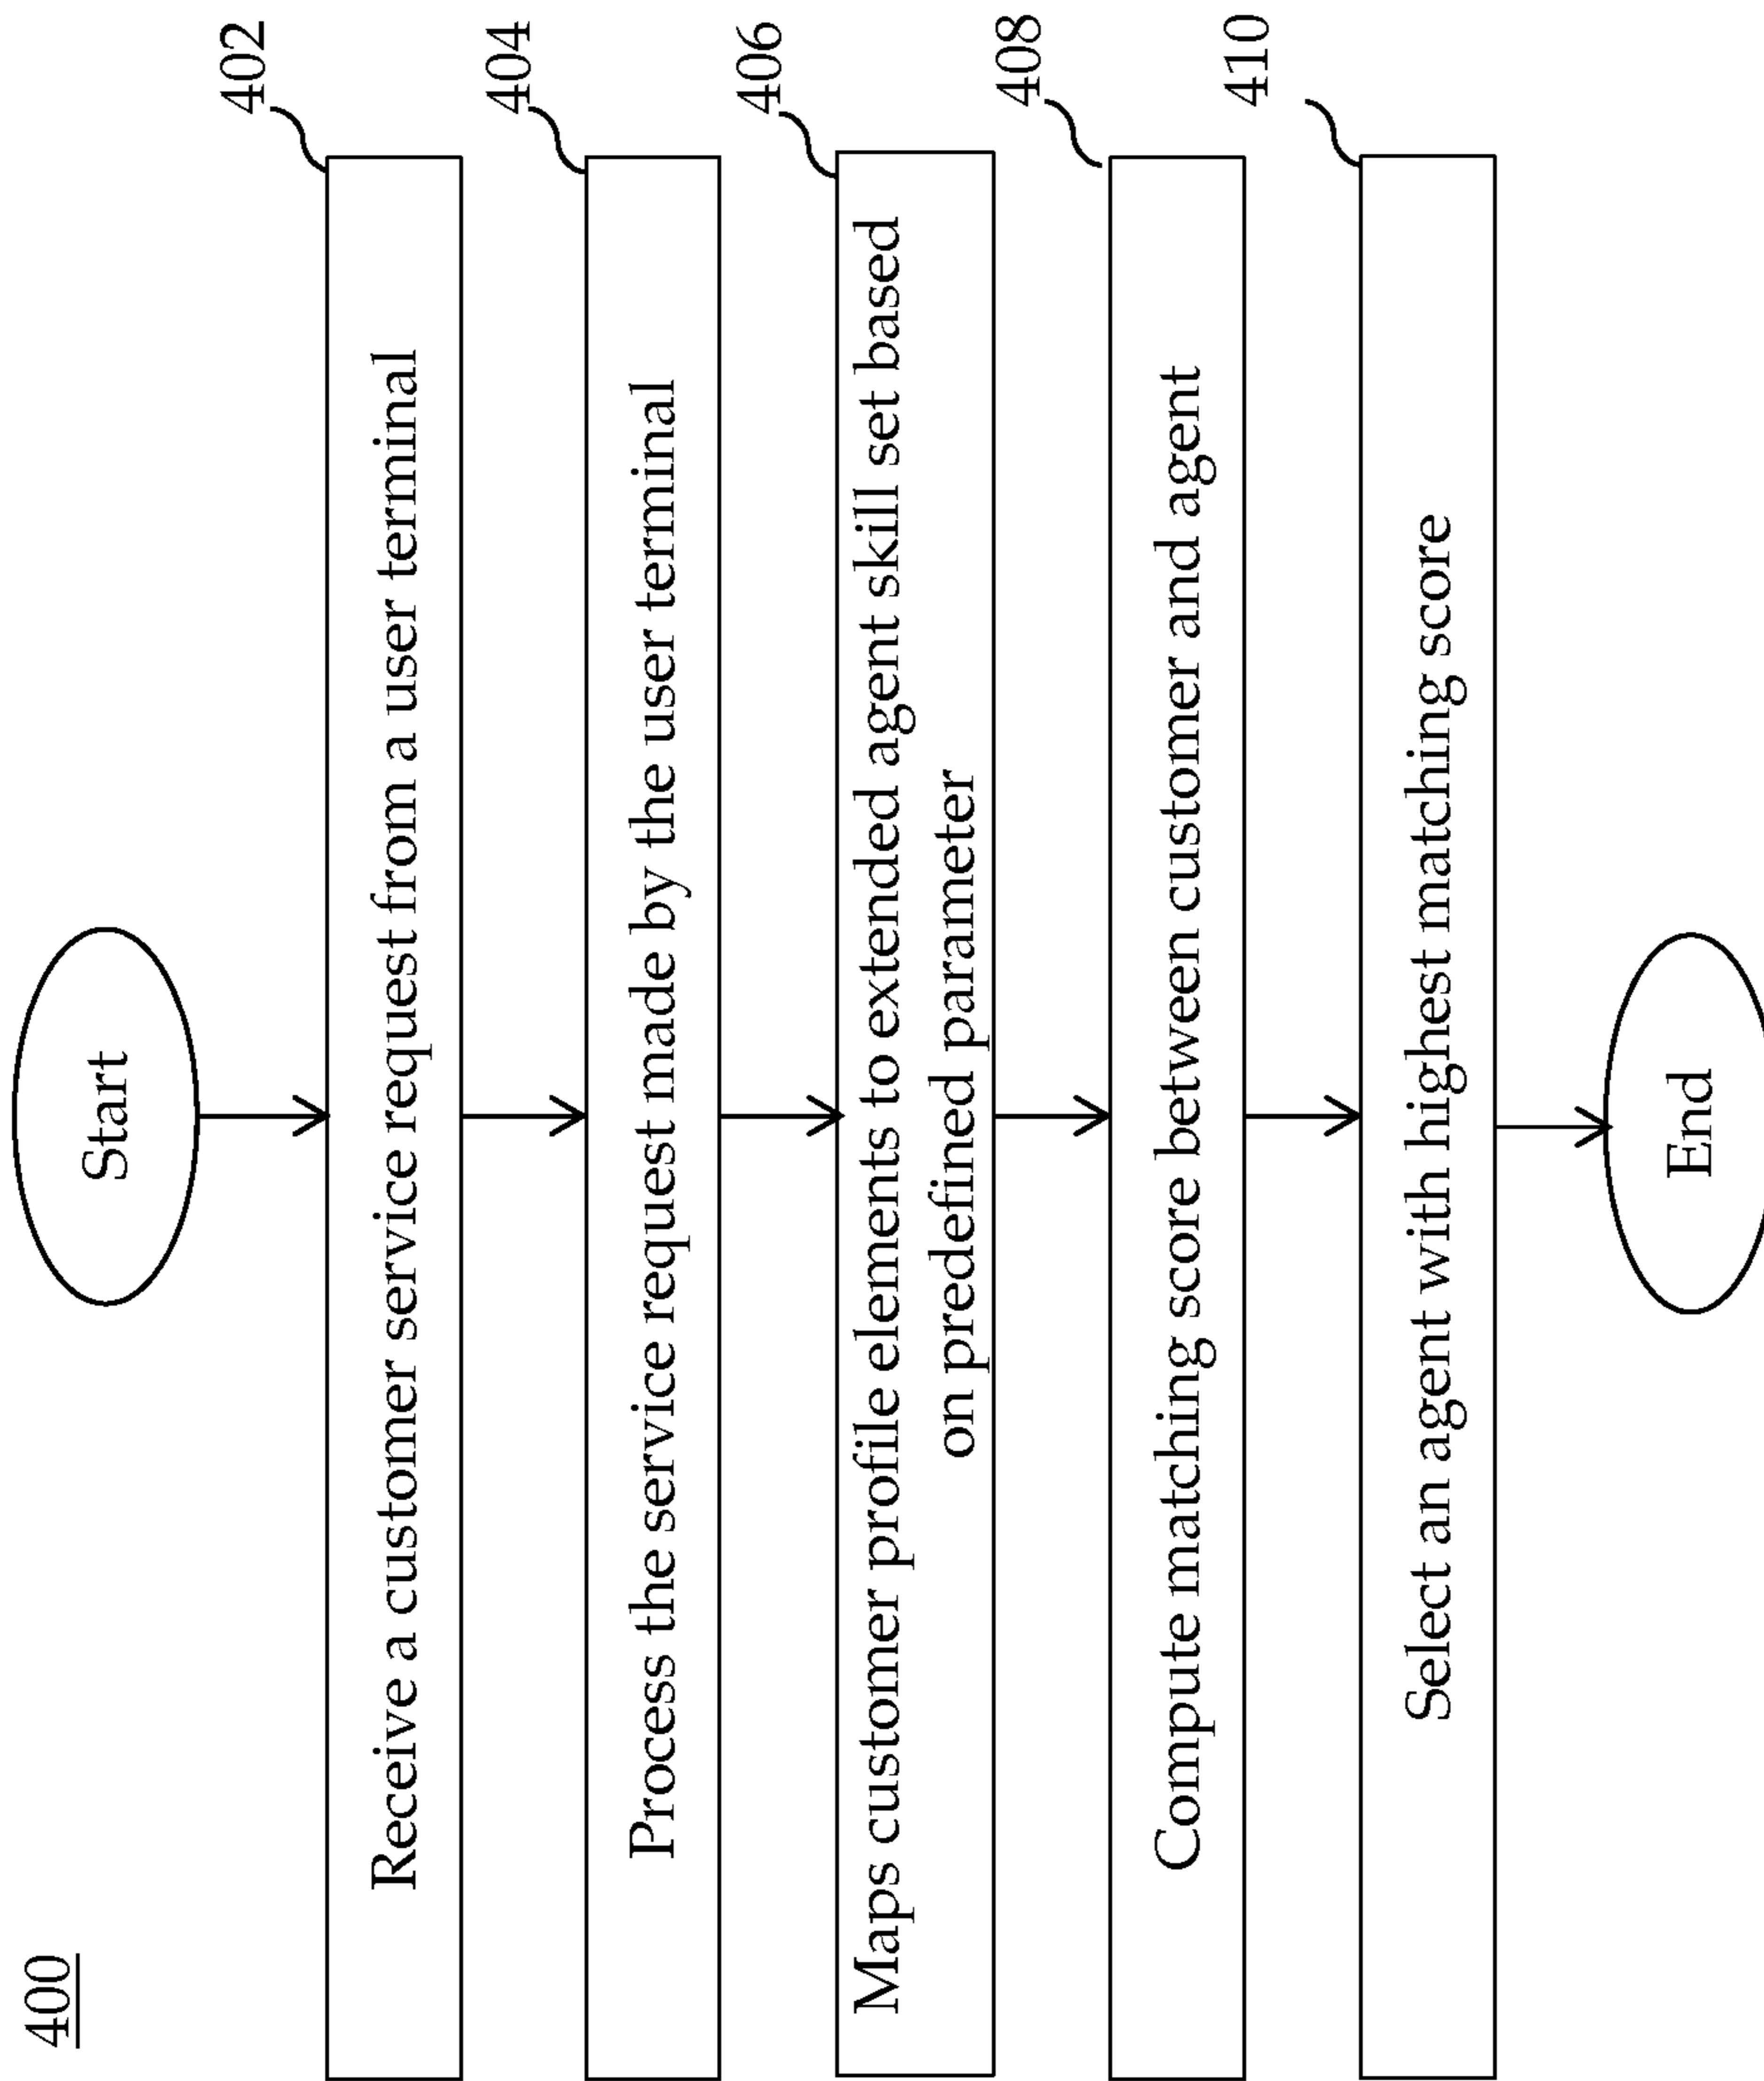 400
Start
402
Receive a customer service request from a user terminal
404
Process the service request made by the user terminal
406
Maps customer profile elements to extended agent skill set based
on predefined parameter
408
Compute matching score between customer and agent
410
Select an agent with highest matching score
End